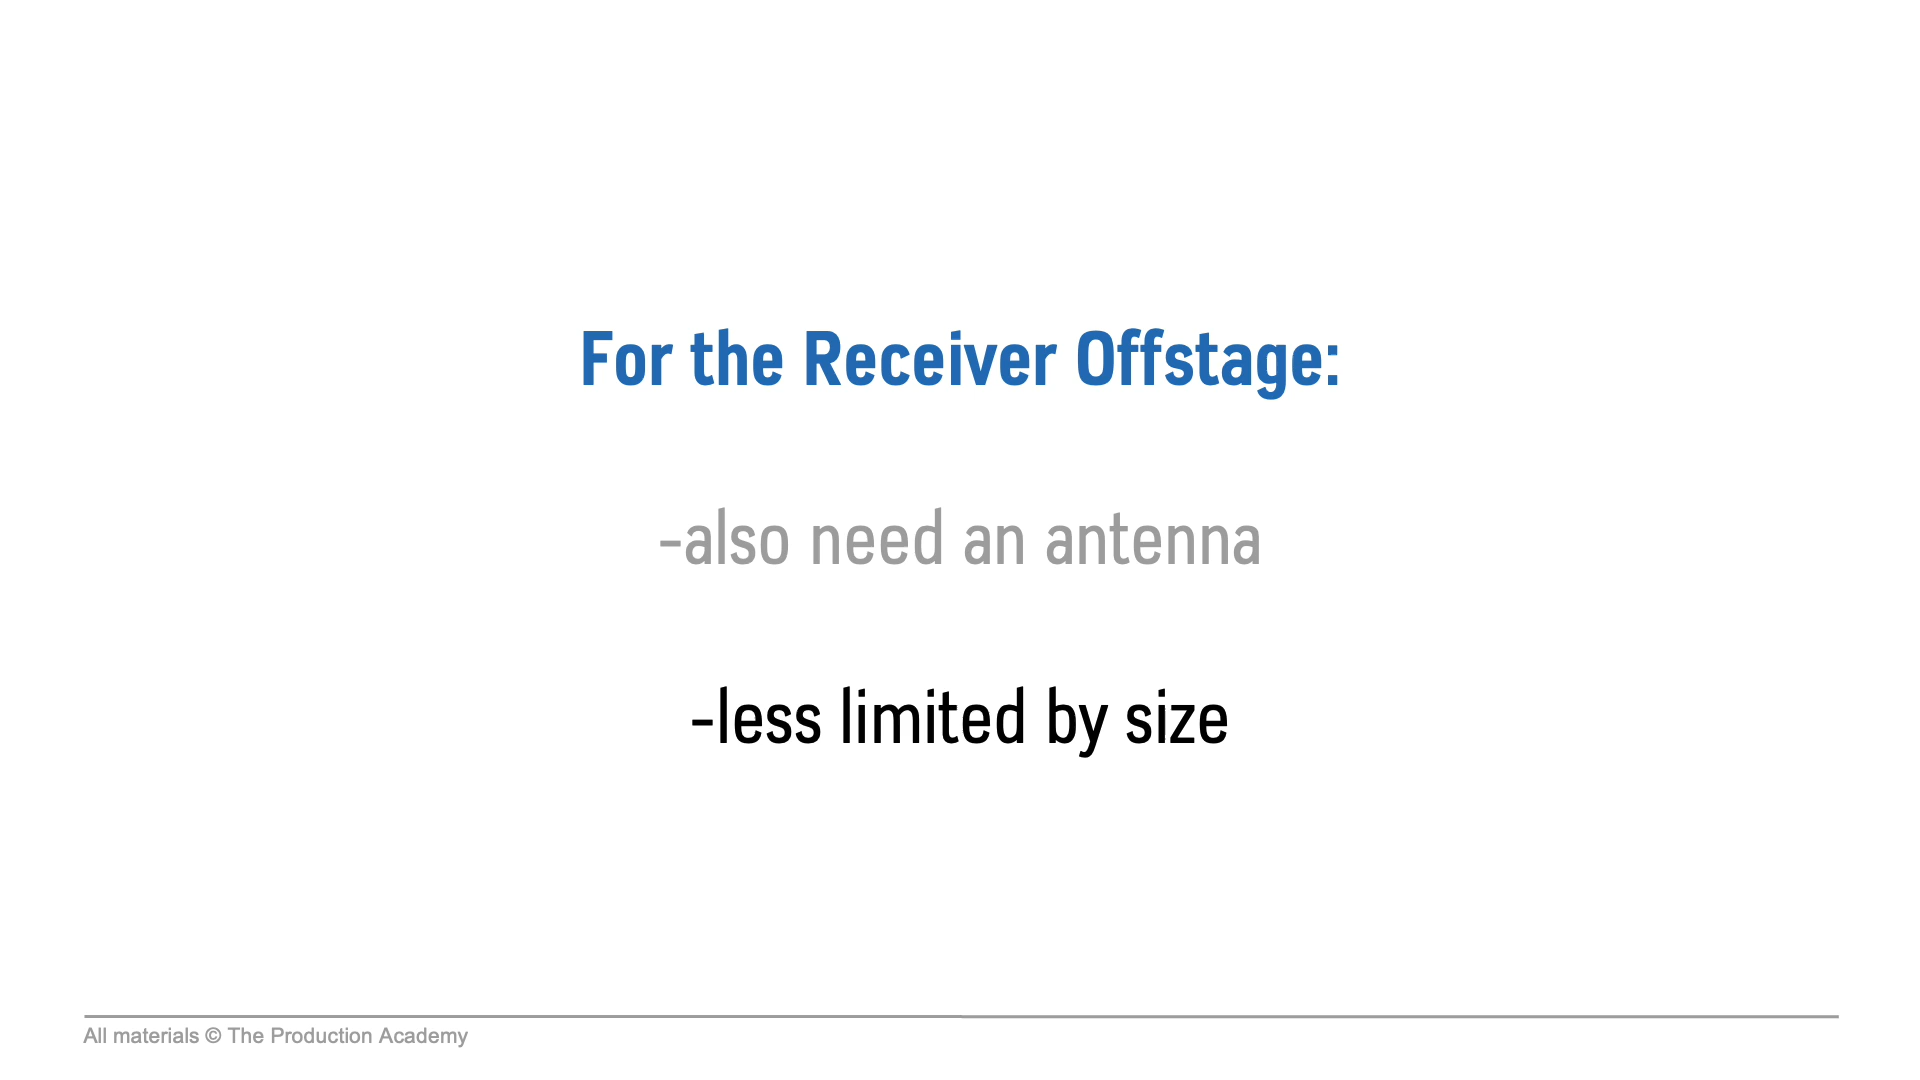 For the Receiver Offstage:
-also need an antenna
-less limited by size
All materials © The Production Academy